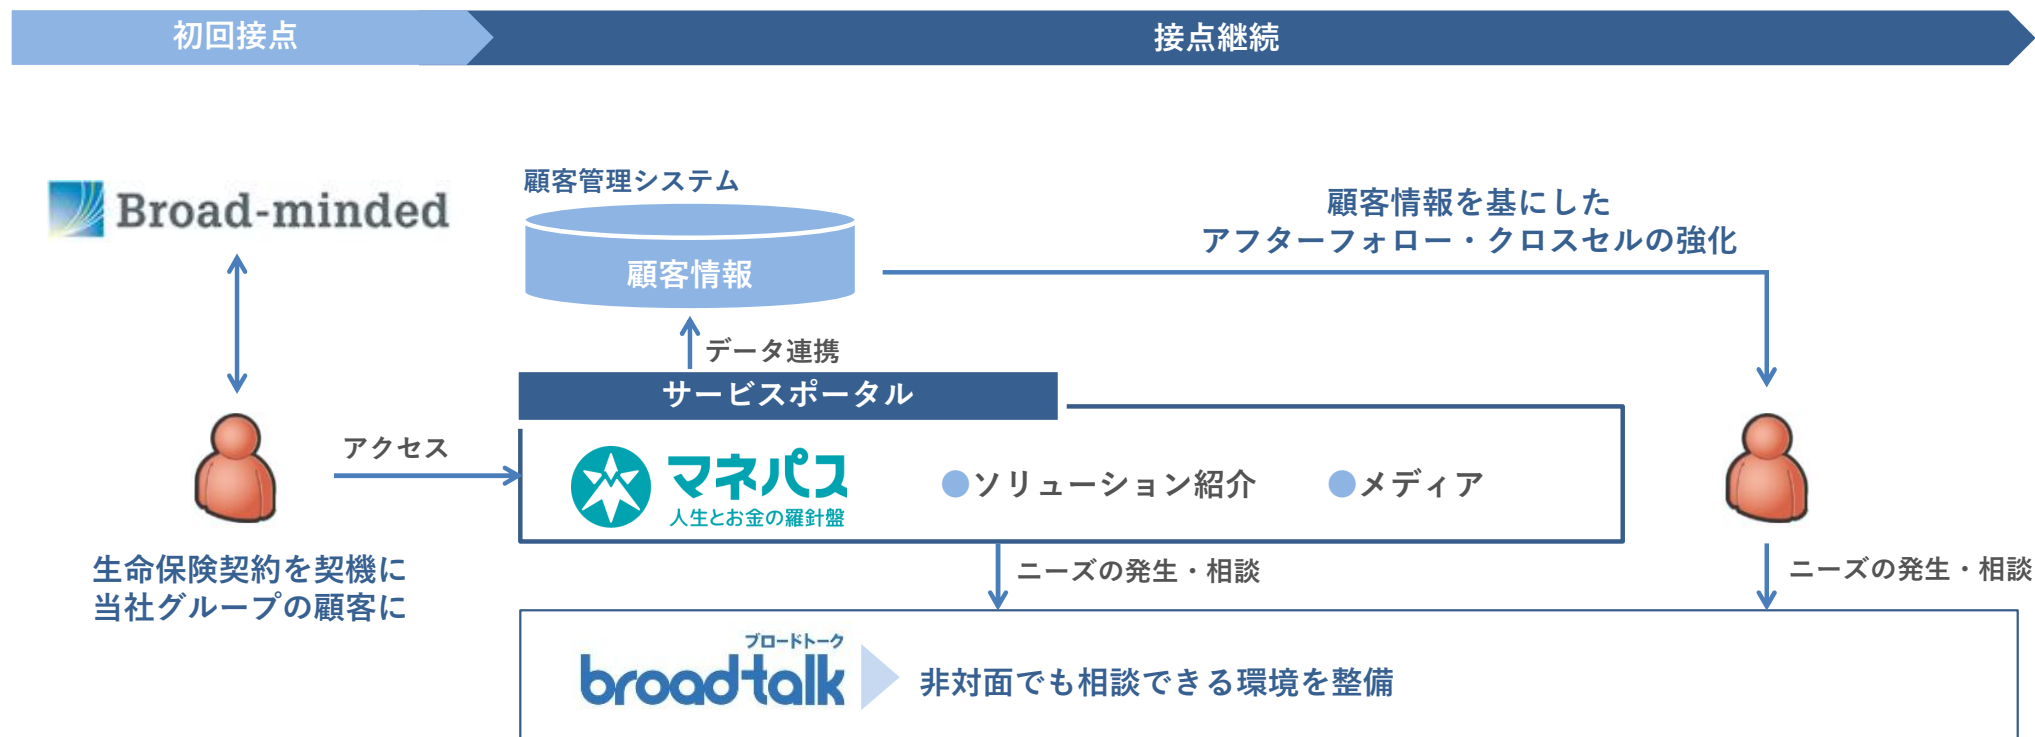 初回接点
接点継続
Broad-minded
顧客管理システム
顧客情報
顧客情報を基にした
アフターフォロー・クロスセルの強化
データ連携
サービスポータル
アクセス
マネパス
人生とお金の羅針盤
●ソリューション紹介
●メディア
生命保険契約を契機に
当社グループの顧客に
ニーズの発生・相談
ニーズの発生・相談
ブロードトーク
broadtalk
非対面でも相談できる環境を整備